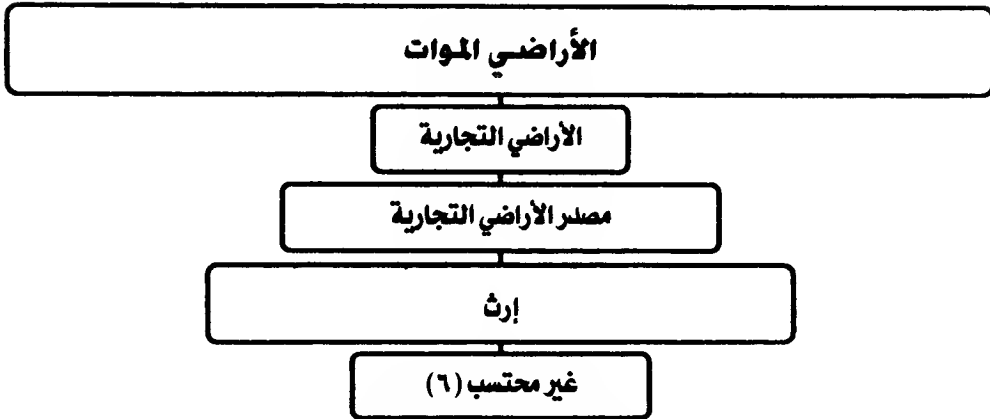 الأراضي الموات
الأراضي التجارية
مصدر الأراضي التجارية
إرث
غير محتسب (٦)